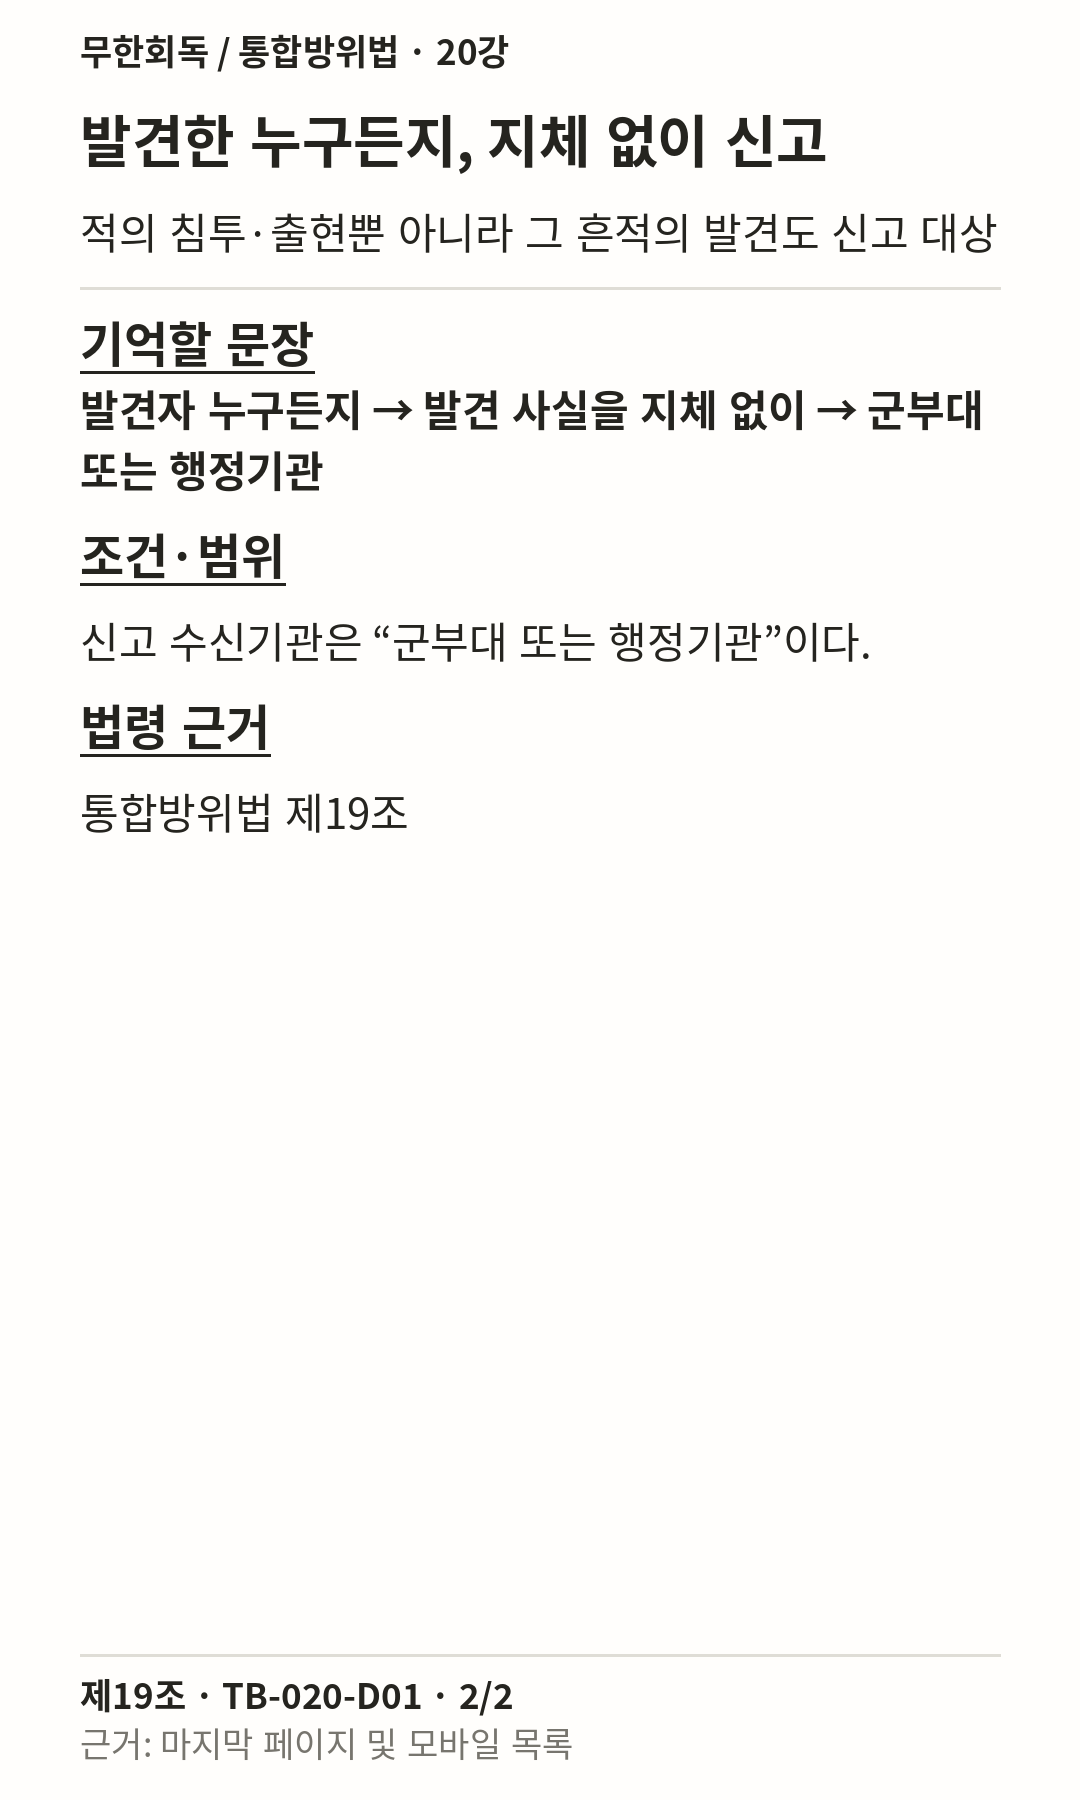 무한회독 / 통합방위법 · 20강
발견한 누구든지, 지체 없이 신고
적의 침투·출현뿐 아니라 그 흔적의 발견도 신고 대상
기억할 문장
발견자 누구든지 → 발견 사실을 지체 없이 → 군부대
또는 행정기관
조건·범위
신고 수신기관은 “군부대 또는 행정기관”이다.
법령 근거
통합방위법 제19조
제19조 · TB-020-D01 · 2/2
근거: 마지막 페이지 및 모바일 목록